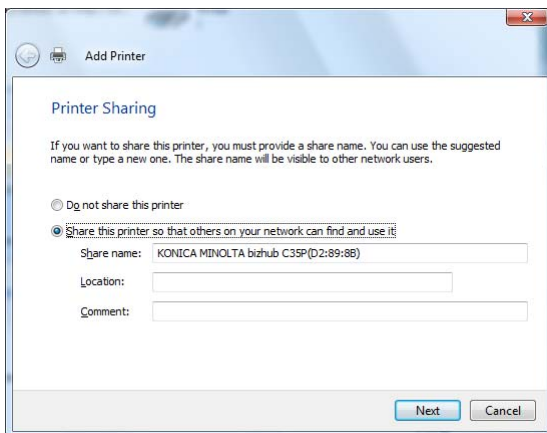 Add Printer
Printer Sharing
If you want to share this printer, you must provide a share name. You can use the suggested
name or type a new one. The share name will be visible to other network users.
Do not share this printer
Share this printer so that others on your network can find and use it
Share name: KONICA MINOLTA bizhub C35P(D2:89:8B)
Location:
Comment:
Next Cancel